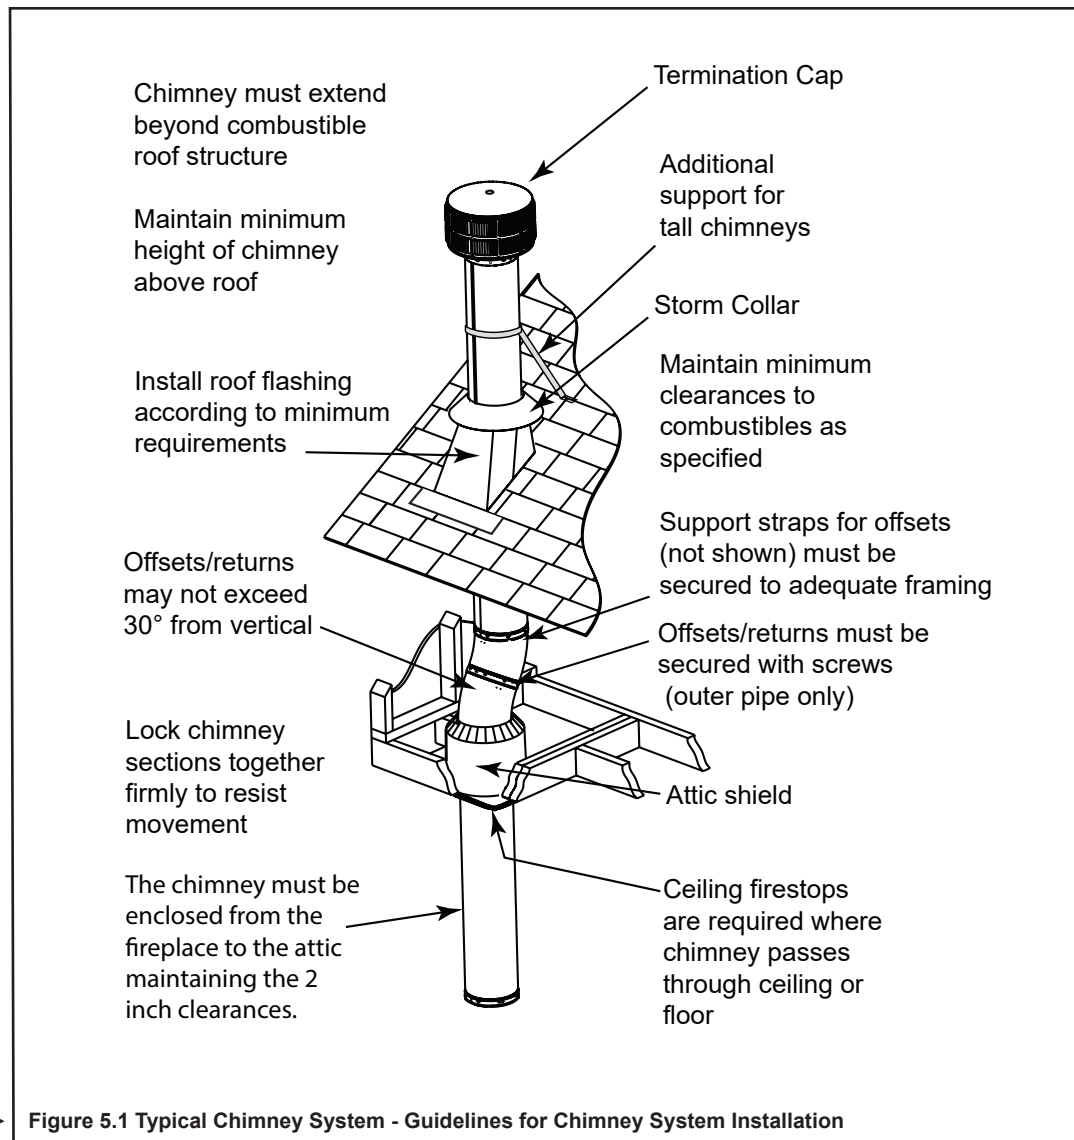 Chimney must extend
beyond combustible
roof structure
Maintain minimum
height of chimney
above roof
Install roof flashing
according to minimum
requirements
Offsets/returns
may not exceed
30° from vertical
Lock chimney
sections together
firmly to resist
movement
The chimney must be
enclosed from the
fireplace to the attic
maintaining the 2
inch clearances.
Termination Cap
Additional
support for
tall chimneys
Storm Collar
Maintain minimum
clearances to
combustibles as
specified
Support straps for offsets
(not shown) must be
secured to adequate framing
Offsets/returns must be
secured with screws
(outer pipe only)
Attic shield
Ceiling firestops
are required where
chimney passes
through ceiling or
floor
Figure 5.1 Typical Chimney System - Guidelines for Chimney System Installation